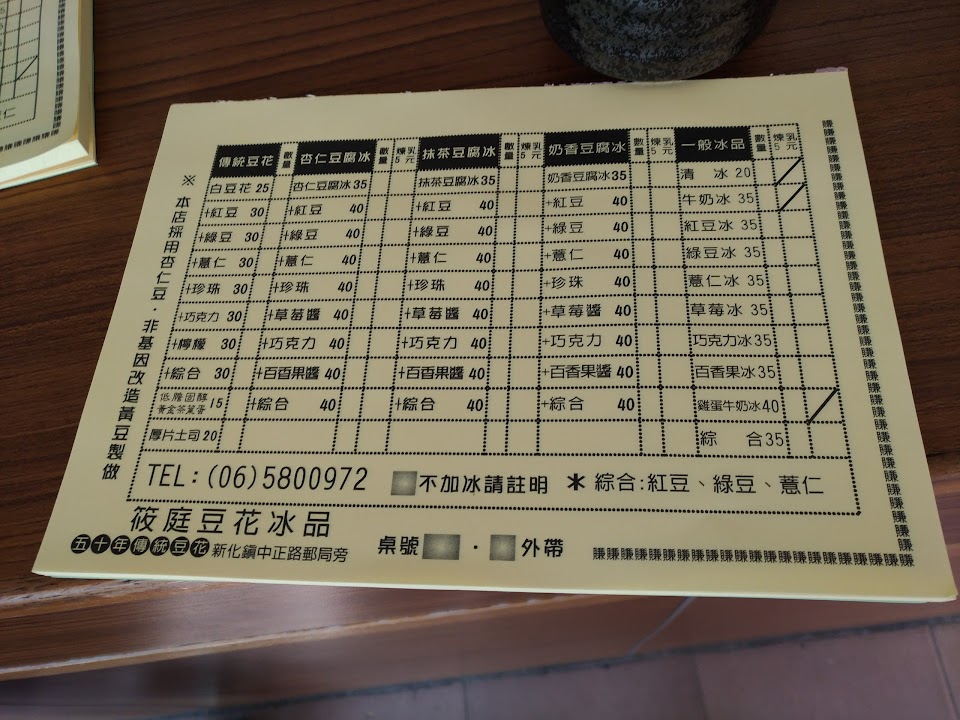 傳統豆花 數量 杏仁豆腐冰 數量 煉乳5元 抹茶豆腐冰 數量 煉乳5元 奶香豆腐冰 數量 煉乳5元 一般冰品 數量 煉乳5元
白豆花 25 杏仁豆腐冰 35 抹茶豆腐冰 35 奶香豆腐冰 35 清 冰 20
+紅豆 30 +紅豆 40 +紅豆 40 +紅豆 40 牛奶冰 35
+綠豆 30 +綠豆 40 +綠豆 40 +綠豆 40 紅豆冰 35
+薏仁 30 +薏仁 40 +薏仁 40 +薏仁 40 綠豆冰 35
+珍珠 30 +珍珠 40 +珍珠 40 +珍珠 40 薏仁冰 35
+巧克力 30 +草莓醬 40 +草莓醬 40 +草莓醬 40 草莓冰 35
+檸檬 30 +巧克力 40 +巧克力 40 +巧克力 40 巧克力冰 35
+綜合 30 +百香果醬 40 +百香果醬 40 +百香果醬 40 百香果冰 35
低膽固醇黃金茶葉蛋 15 +綜合 40 +綜合 40 +綜合 40 雞蛋牛奶冰 40
厚片土司 20 綜 合 35
※本店採用杏仁豆．非基因改造黃豆製做
TEL：(06)5800972 不加冰請註明 ＊綜合：紅豆、綠豆、薏仁
筱庭豆花冰品
五十年傳統豆花 新化鎮中正路郵局旁 桌號 ． 外帶
賺賺賺賺賺賺賺賺賺賺賺賺賺賺賺賺賺賺賺賺賺賺賺
仁